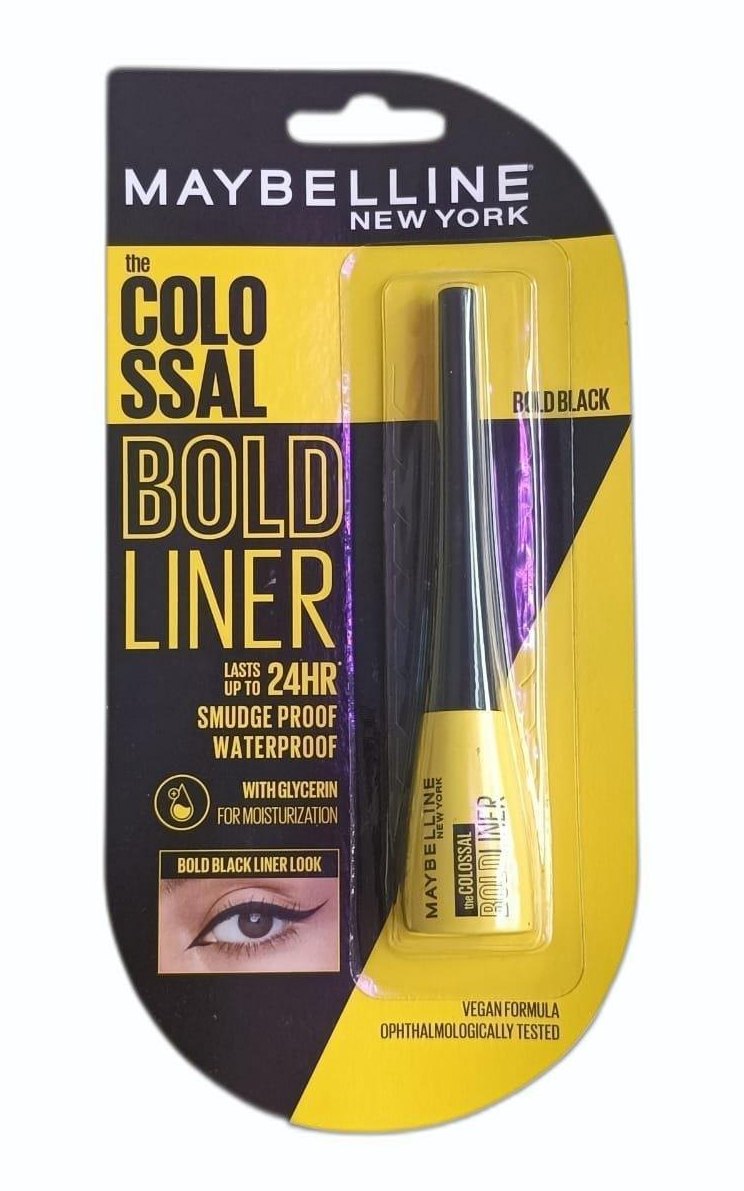 MAYBELLINE®
NEW YORK
the
COLO
SSAL
BOLD
LINER
BOLD BLACK
LASTS
UP TO 24HR*
SMUDGE PROOF
WATERPROOF
WITH GLYCERIN
FOR MOISTURIZATION
BOLD BLACK LINER LOOK
MAYBELLINE
NEW YORK
the COLOSSAL
BOLD LINER
VEGAN FORMULA
OPHTHALMOLOGICALLY TESTED